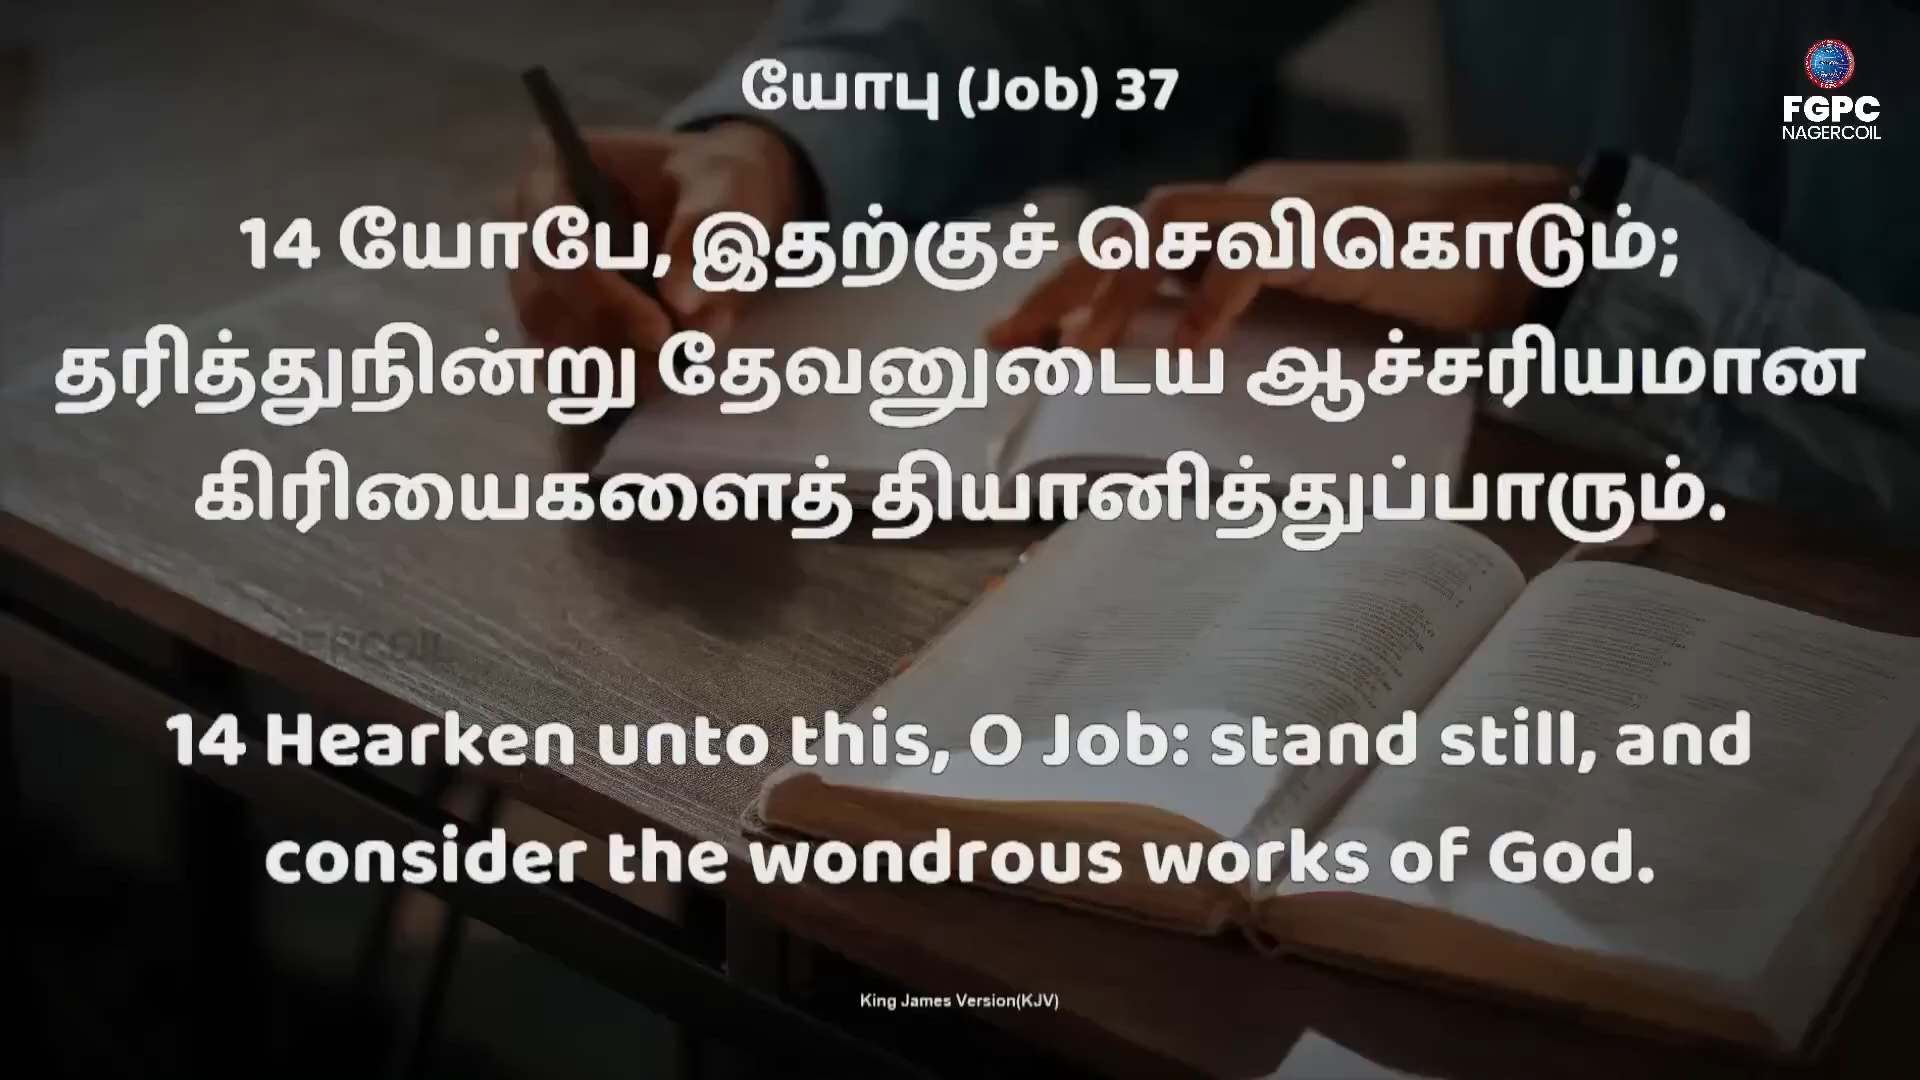 யோபு (Job) 37
FGPC
NAGERCOIL
14 யோபே, இதற்குச் செவிகொடும்;
தரித்துநின்று தேவனுடைய ஆச்சரியமான
கிரியைகளைத் தியானித்துப்பாரும்.
14 Hearken unto this, O Job: stand still, and
consider the wondrous works of God.
King James Version(KJV)